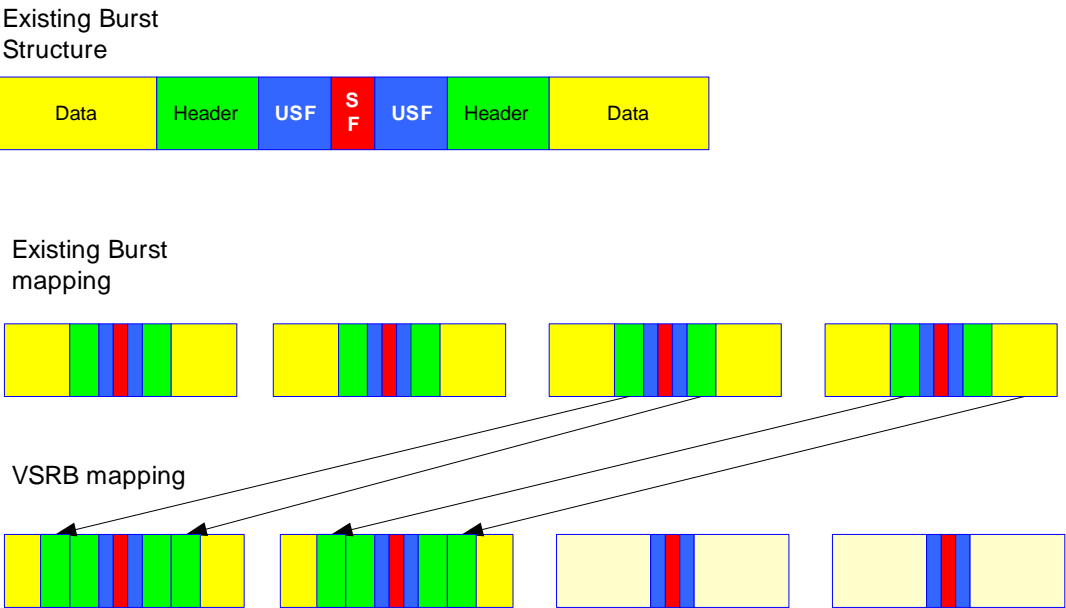 Existing Burst
Structure
Data Header USF S F USF Header Data
Existing Burst
mapping
VSRB mapping